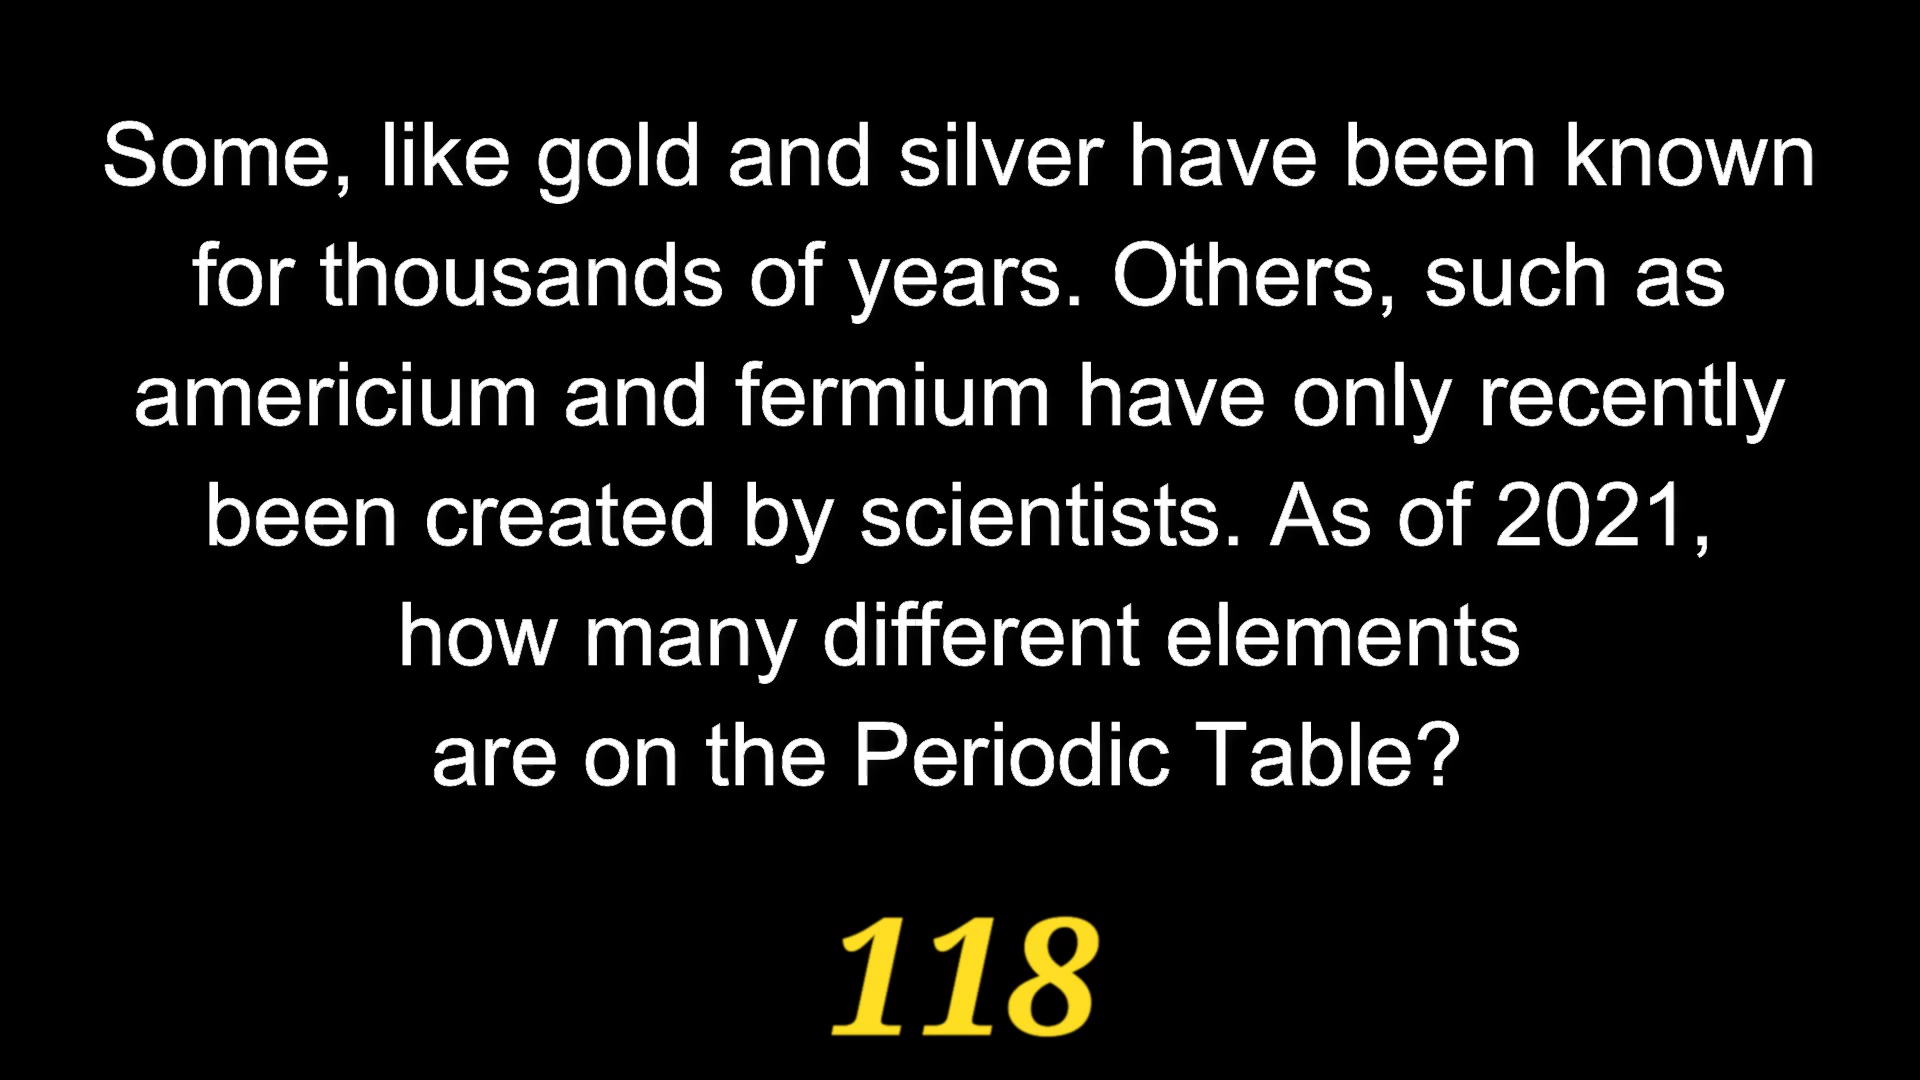 Some, like gold and silver have been known
for thousands of years. Others, such as
americium and fermium have only recently
been created by scientists. As of 2021,
how many different elements
are on the Periodic Table?
118